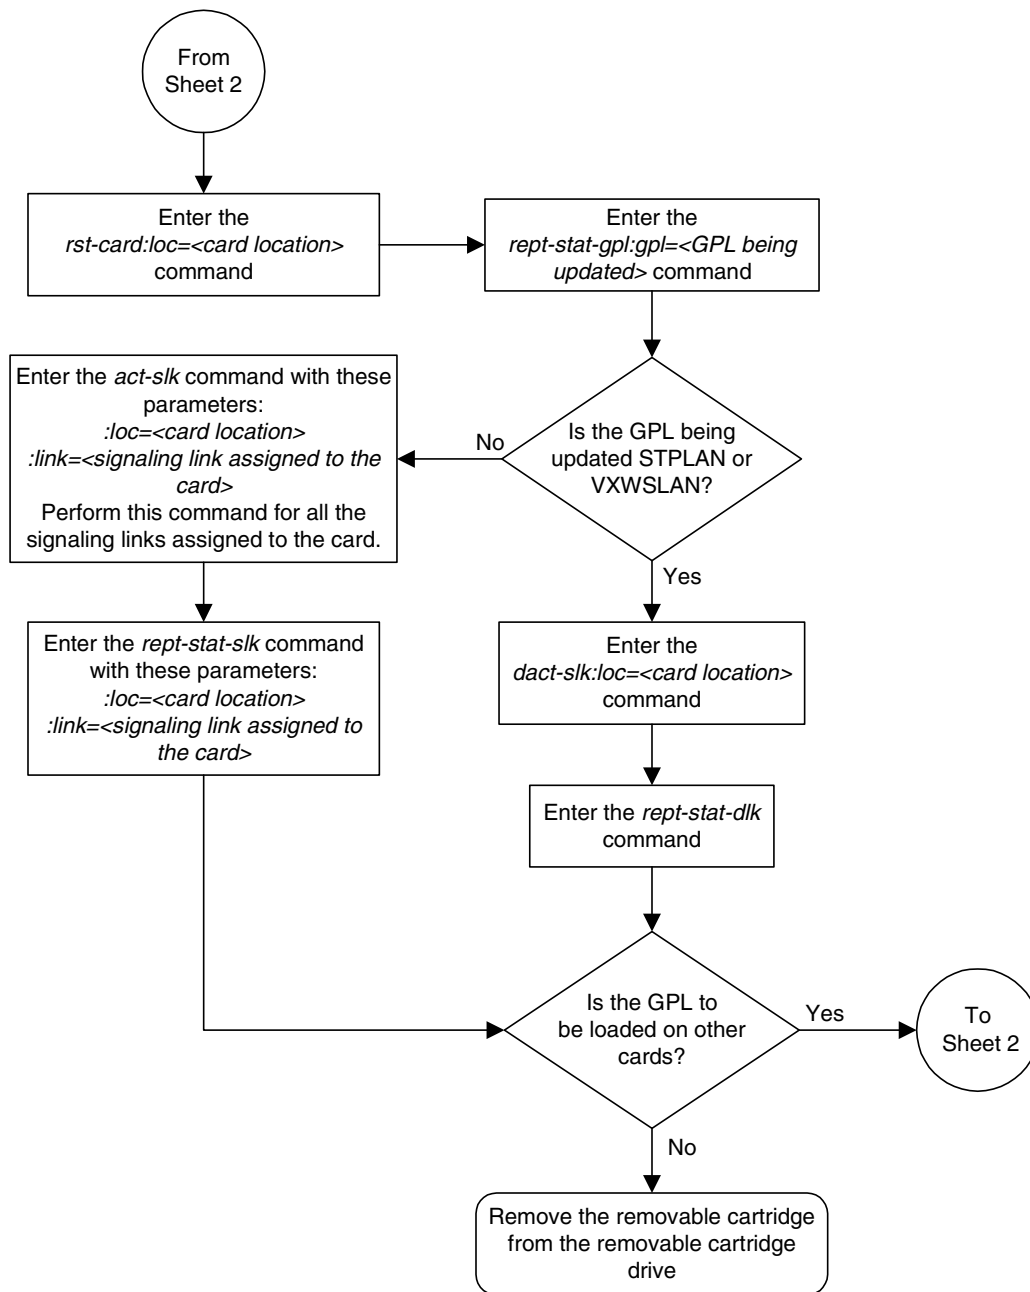 From
Sheet 2
Enter the
rst-card:loc=<card location>
command
Enter the
rept-stat-gpl:gpl=<GPL being
updated> command
Is the GPL being
updated STPLAN or
VXWSLAN?
No
Yes
Enter the act-slk command with these
parameters:
:loc=<card location>
:link=<signaling link assigned to the
card>
Perform this command for all the
signaling links assigned to the card.
Enter the rept-stat-slk command
with these parameters:
:loc=<card location>
:link=<signaling link assigned to
the card>
Enter the
dact-slk:loc=<card location>
command
Enter the rept-stat-dlk
command
Is the GPL to
be loaded on other
cards?
Yes
To
Sheet 2
No
Remove the removable cartridge
from the removable cartridge
drive